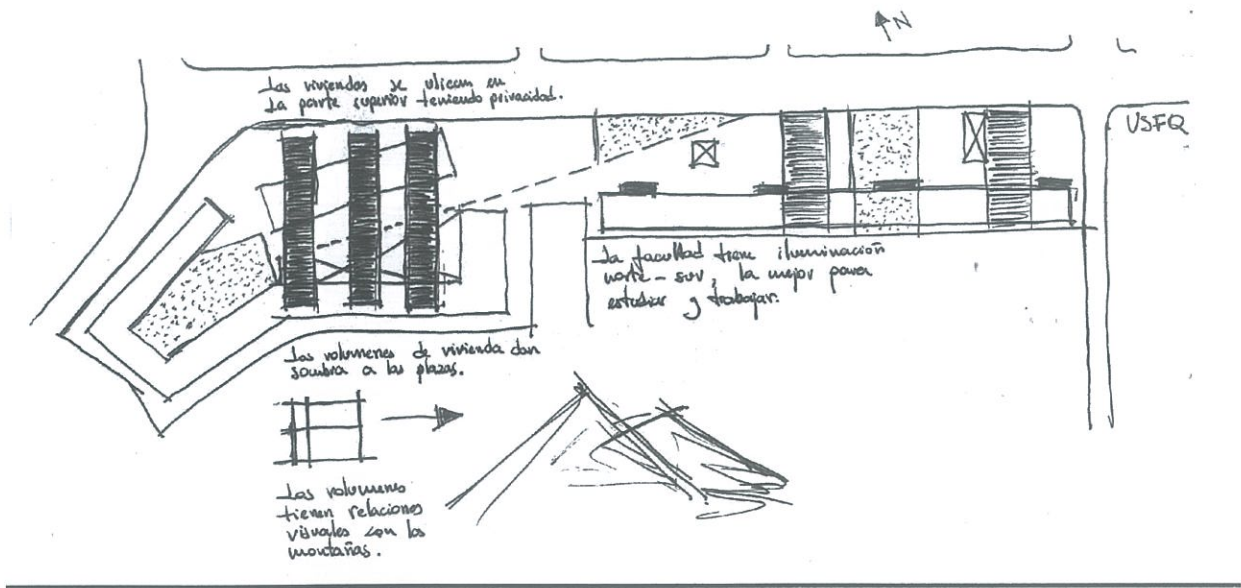 N
Las viviendas se ubican en
la parte superior teniendo privacidad.
USFQ
La facultad tiene iluminación
norte - sur, la mejor para
estudiar y trabajar.
Los volumenes de vivienda dan
sombra a las plazas.
Los volumenes
tienen relaciones
visuales con las
montañas.